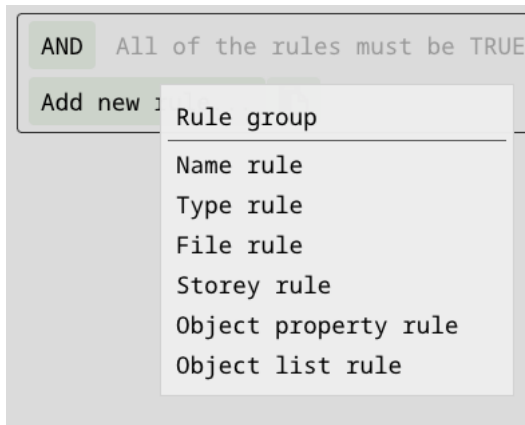 AND All of the rules must be TRUE
Add new
Rule group
Name rule
Type rule
File rule
Storey rule
Object property rule
Object list rule